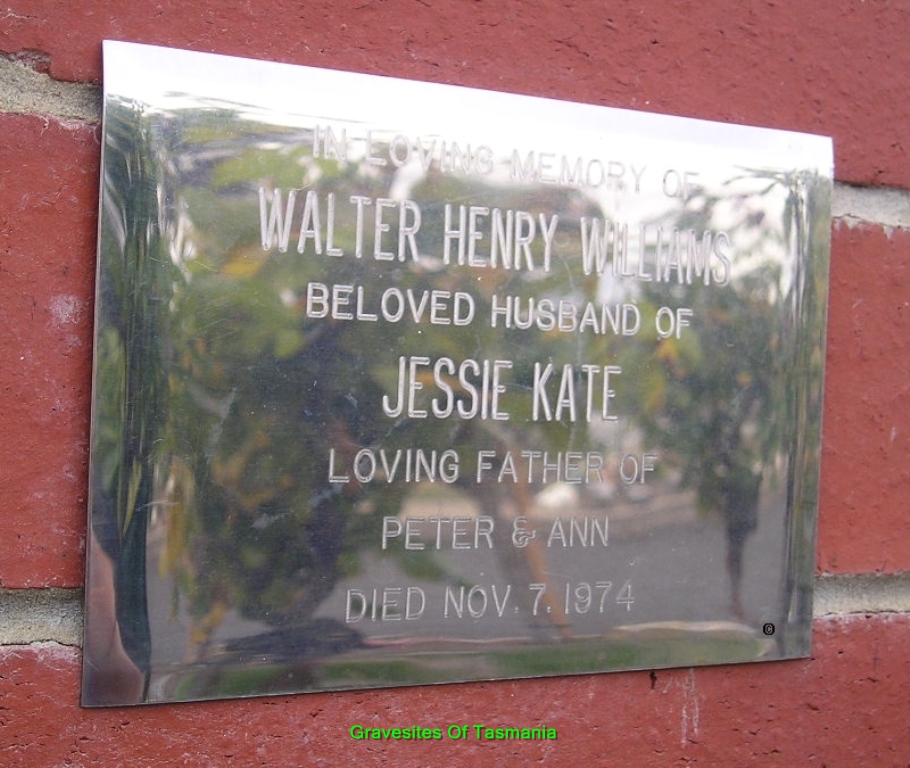 IN LOVING MEMORY OF
WALTER HENRY WILLIAMS
BELOVED HUSBAND OF
JESSIE KATE
LOVING FATHER OF
PETER & ANN
DIED NOV. 7. 1974
©
Gravesites Of Tasmania